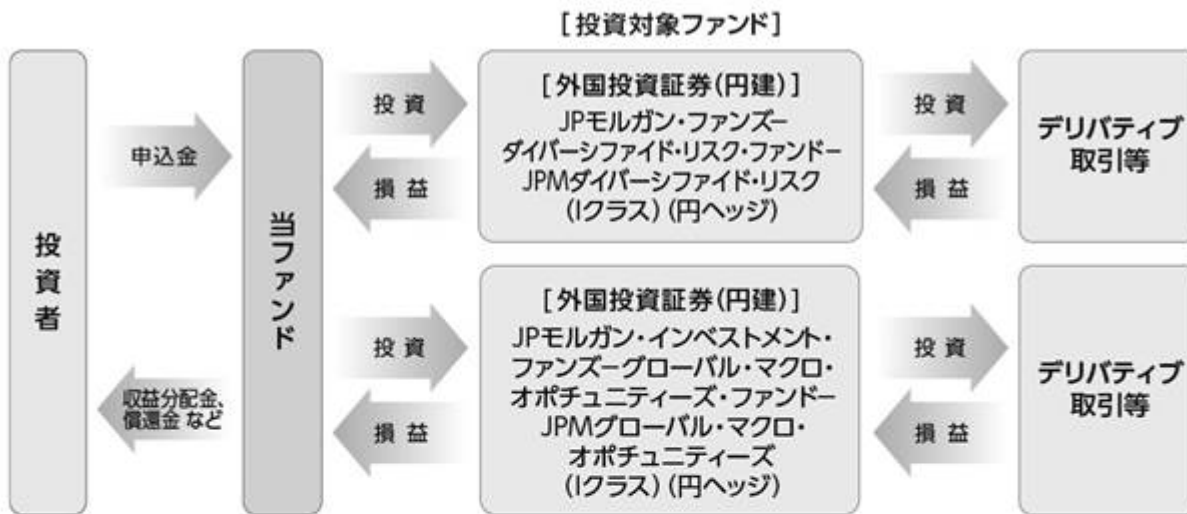 [投資対象ファンド]
投資者
申込金
収益分配金、
償還金 など
当ファンド
投資
損益
[外国投資証券(円建)]
JPモルガン・ファンズー
ダイバーシファイド・リスク・ファンドー
JPMダイバーシファイド・リスク
(Iクラス)(円ヘッジ)
投資
損益
デリバティブ
取引等
投資
損益
[外国投資証券(円建)]
JPモルガン・インベストメント・
ファンズーグローバル・マクロ・
オポチュニティーズ・ファンドー
JPMグローバル・マクロ・
オポチュニティーズ
(Iクラス)(円ヘッジ)
投資
損益
デリバティブ
取引等